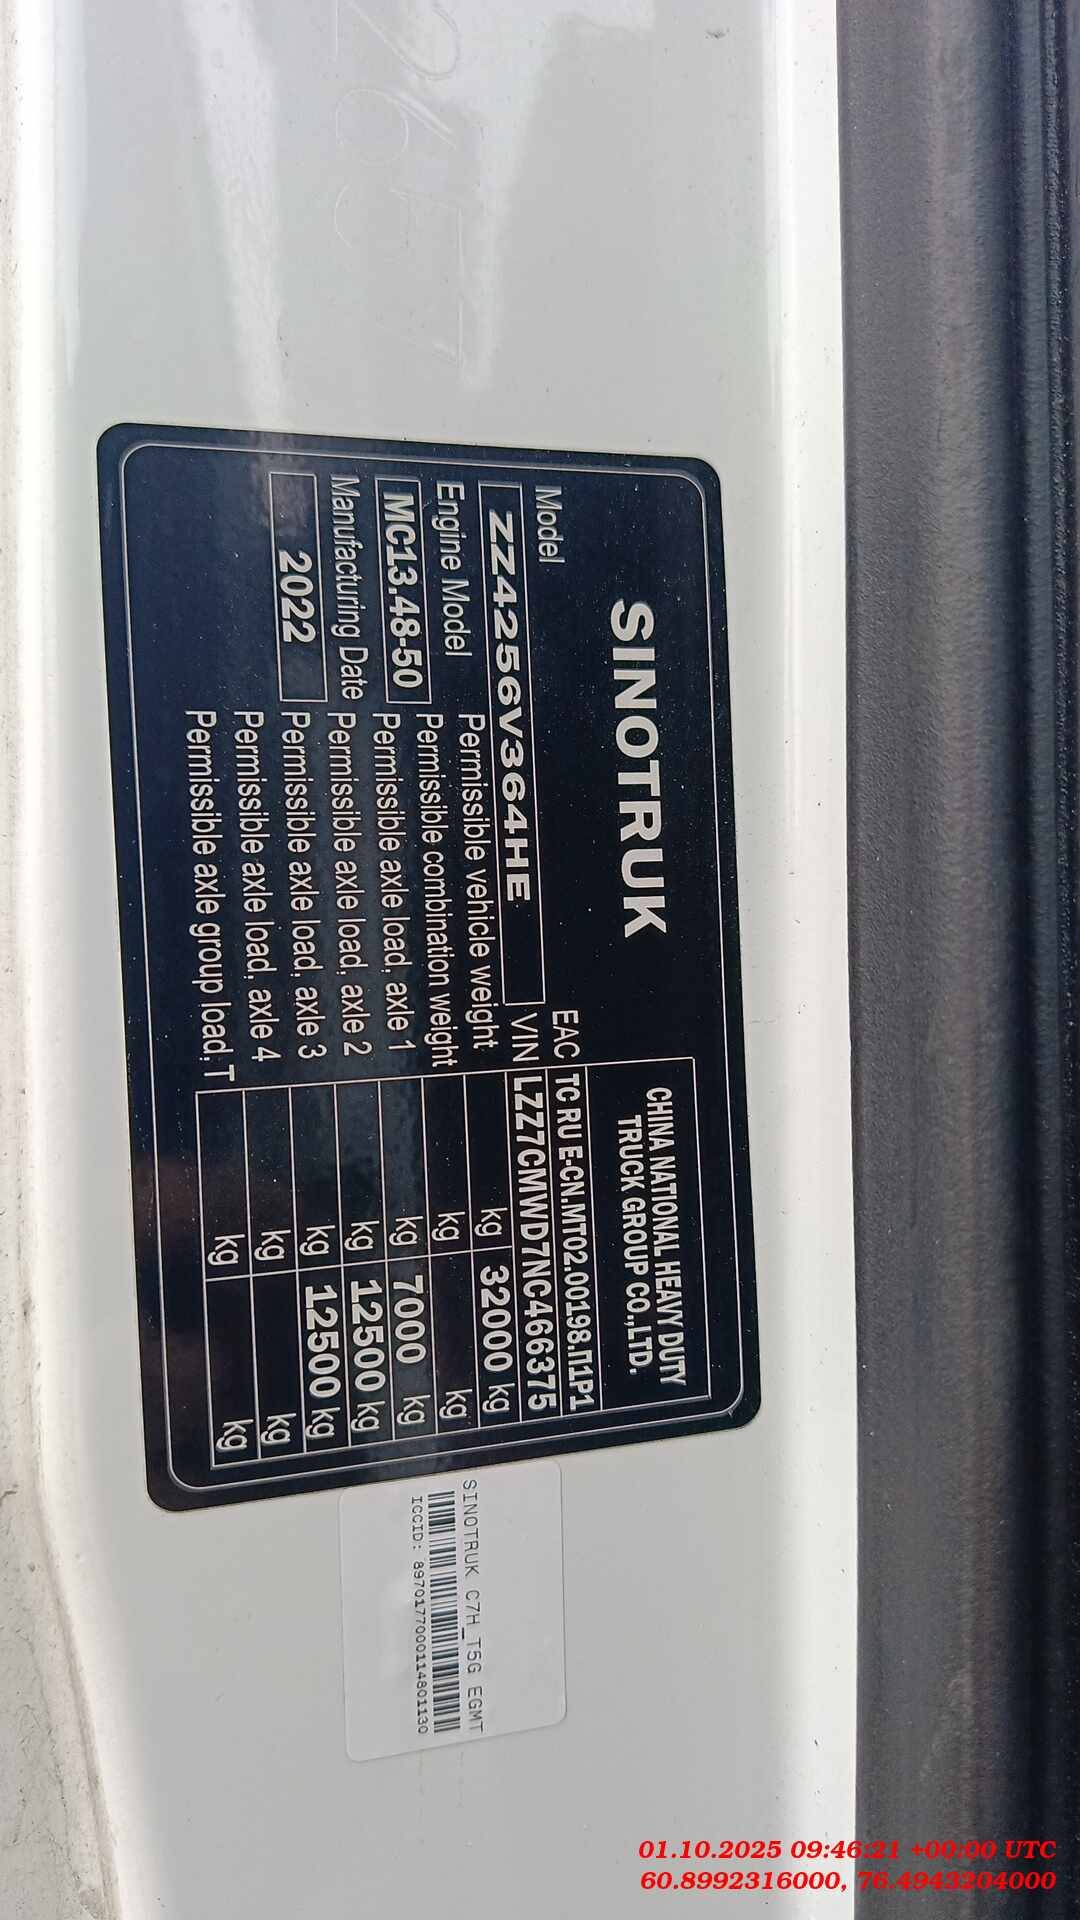 SINOTRUK
CHINA NATIONAL HEAVY DUTY
TRUCK GROUP CO.,LTD.
Model
EAC TC RU E-CN.MT02.00198.П1Р1
ZZ4256V364HE
VIN LZZ7CMWD7NC466375
Engine Model
Permissible vehicle weight kg 32000 kg
MC13.48-50
Permissible combination weight kg kg
Permissible axle load, axle 1 kg 7000 kg
Manufacturing Date
Permissible axle load, axle 2 kg 12500 kg
2022
Permissible axle load, axle 3 kg 12500 kg
Permissible axle load, axle 4 kg kg
Permissible axle group load, T kg kg
SINOTRUK C7H_T5G EGMT
ICCID: 8970177000114801130
01.10.2025 09:46:21 +00:00 UTC
60.8992316000, 76.4943204000